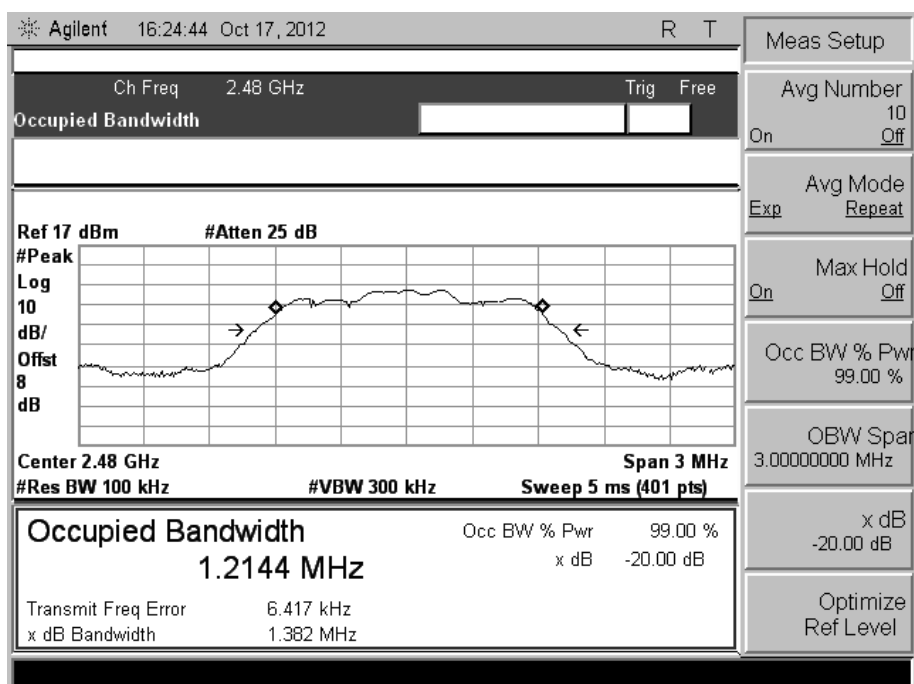 Agilent 16:24:44 Oct 17, 2012 R T
Ch Freq 2.48 GHz Trig Free
Occupied Bandwidth
Ref 17 dBm #Atten 25 dB
#Peak
Log
10
dB/
Offst
8
dB
Center 2.48 GHz Span 3 MHz
#Res BW 100 kHz #VBW 300 kHz Sweep 5 ms (401 pts)
Occupied Bandwidth
1.2144 MHz
Occ BW % Pwr 99.00 %
x dB -20.00 dB
Transmit Freq Error 6.417 kHz
x dB Bandwidth 1.382 MHz
Meas Setup
Avg Number
10
On Off
Avg Mode
Exp Repeat
Max Hold
On Off
Occ BW % Pwr
99.00 %
OBW Spar
3.00000000 MHz
x dB
-20.00 dB
Optimize
Ref Level